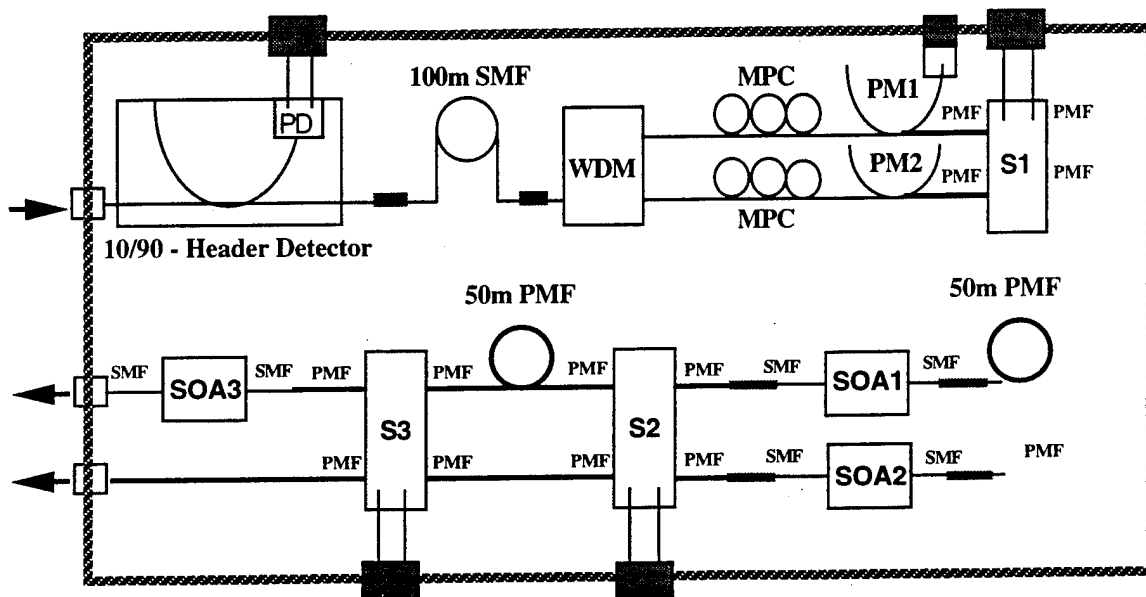 100m SMF
MPC
PM1
PMF
PMF
PD
WDM
PM2
S1
PMF
PMF
MPC
10/90 - Header Detector
50m PMF
50m PMF
SMF
SOA3
SMF
PMF
PMF
PMF
PMF
SMF
SOA1
SMF
S3
S2
PMF
PMF
PMF
PMF
SMF
SOA2
SMF
PMF